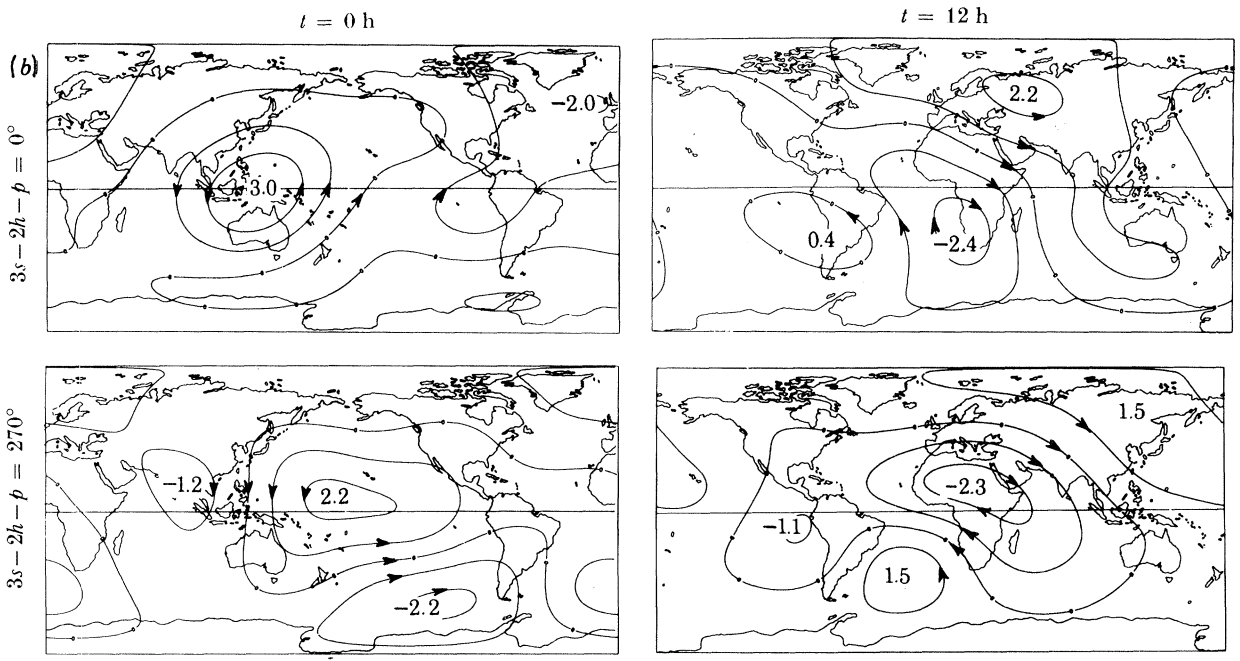 t = 0 h
t = 12 h
(b)
3s − 2h − p = 0°
−2.0
3.0
2.2
0.4
−2.4
3s − 2h − p = 270°
−1.2
2.2
−2.2
1.5
−2.3
−1.1
1.5